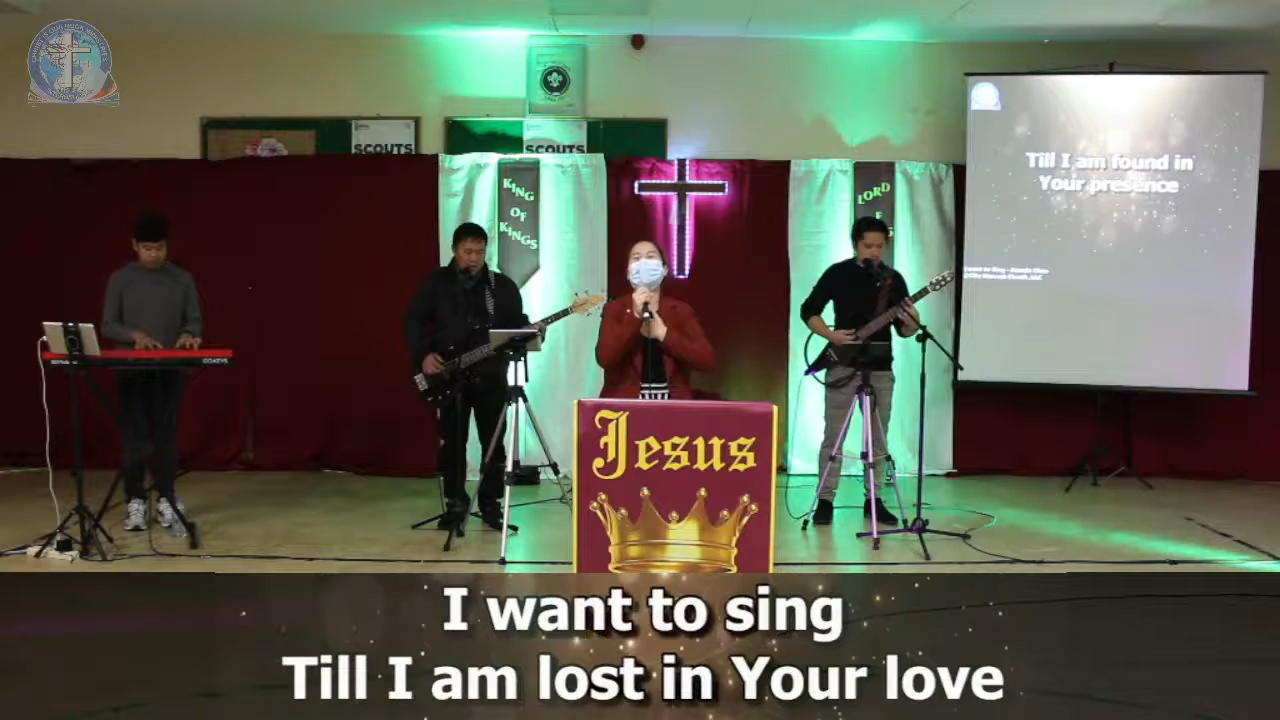 SCOUTS
SCOUTS
KING
OF
KINGS
LORD
Till I am found in
Your presence
Jesus
I want to sing
Till I am lost in Your love